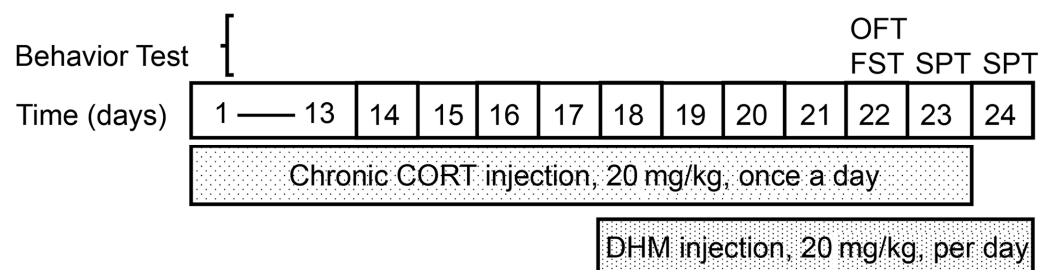 OFT
Behavior Test FST SPT SPT
Time (days) 1 — 13 14 15 16 17 18 19 20 21 22 23 24
Chronic CORT injection, 20 mg/kg, once a day
DHM injection, 20 mg/kg, per day